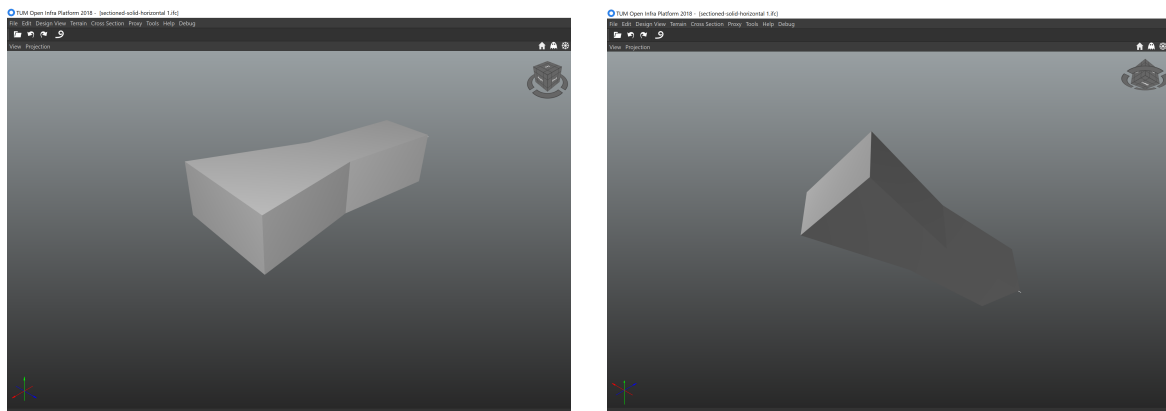 TUM Open Infra Platform 2018 - [sectioned-solid-horizontal 1.ifc]
File Edit Design View Terrain Cross Section Proxy Tools Help Debug
View Projection
TUM Open Infra Platform 2018 - [sectioned-solid-horizontal 1.ifc]
File Edit Design View Terrain Cross Section Proxy Tools Help Debug
View Projection